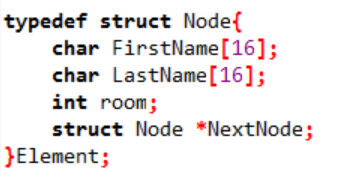 typedef struct Node{
    char FirstName[16];
    char LastName[16];
    int room;
    struct Node *NextNode;
}Element;